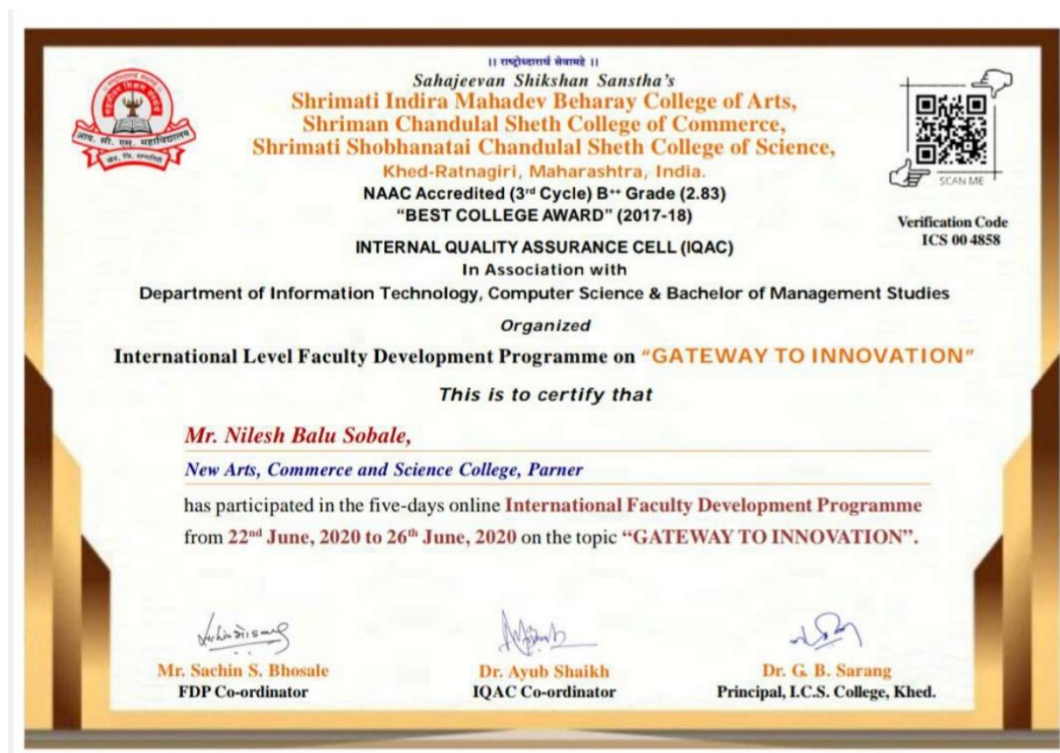 || राष्ट्रोध्दारार्थ सेवामहे ||
Sahajeevan Shikshan Sanstha's
Shrimati Indira Mahadev Beharay College of Arts,
Shriman Chandulal Sheth College of Commerce,
Shrimati Shobhanatai Chandulal Sheth College of Science,
Khed-Ratnagiri, Maharashtra, India.
NAAC Accredited (3rd Cycle) B++ Grade (2.83)
“BEST COLLEGE AWARD” (2017-18)
आय. सी. एस. महाविद्यालय
खेड, जि. रत्नागिरी
SCAN ME
Verification Code
ICS 00 4858
INTERNAL QUALITY ASSURANCE CELL (IQAC)
In Association with
Department of Information Technology, Computer Science & Bachelor of Management Studies
Organized
International Level Faculty Development Programme on “GATEWAY TO INNOVATION”
This is to certify that
Mr. Nilesh Balu Sobale,
New Arts, Commerce and Science College, Parner
has participated in the five-days online International Faculty Development Programme
from 22nd June, 2020 to 26th June, 2020 on the topic “GATEWAY TO INNOVATION”.
Mr. Sachin S. Bhosale
FDP Co-ordinator
Dr. Ayub Shaikh
IQAC Co-ordinator
Dr. G. B. Sarang
Principal, I.C.S. College, Khed.